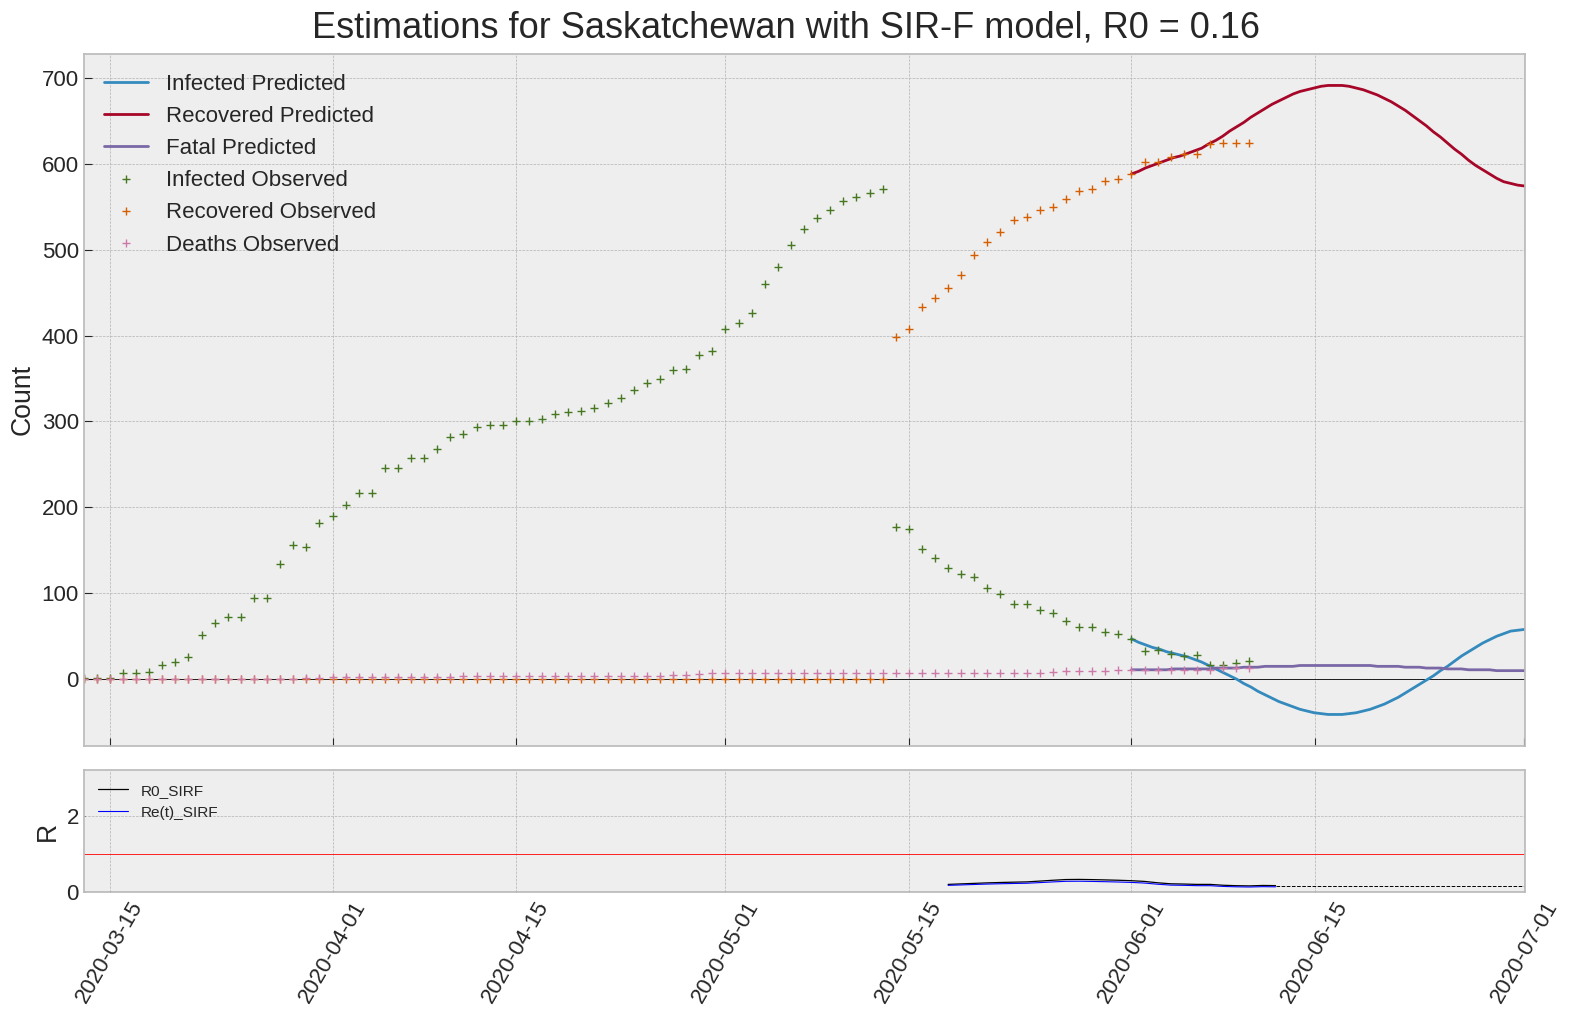 Estimations for Saskatchewan with SIR-F model, R0 = 0.16
Count
700
600
500
400
300
200
100
0
Infected Predicted
Recovered Predicted
Fatal Predicted
Infected Observed
Recovered Observed
Deaths Observed
R
2
0
R0_SIRF
Re(t)_SIRF
2020-03-15
2020-04-01
2020-04-15
2020-05-01
2020-05-15
2020-06-01
2020-06-15
2020-07-01